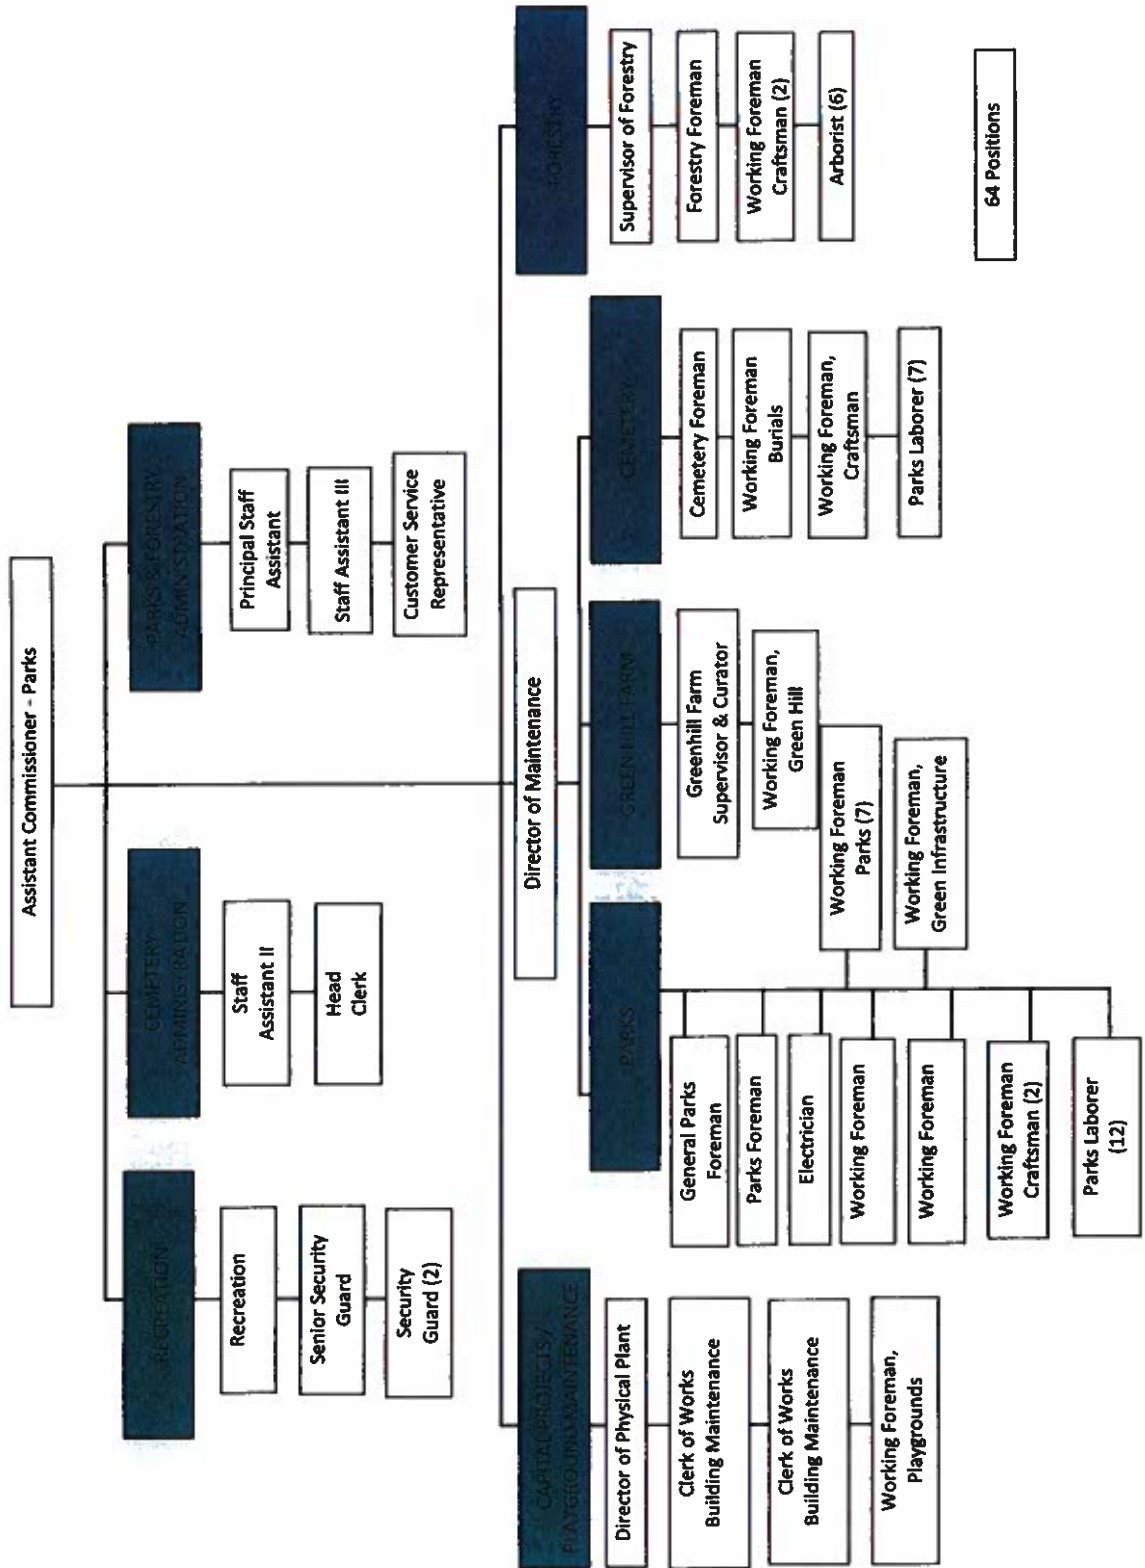 Assistant Commissioner - Parks
RECREATION
Recreation
Senior Security
Guard
Security
Guard (2)
CEMETERY
ADMINISTRATION
Staff
Assistant II
Head
Clerk
PARKS & FORESTRY
ADMINISTRATION
Principal Staff
Assistant
Staff Assistant III
Customer Service
Representative
Director of Maintenance
CAPITAL PROJECTS/
PLAYGROUND MAINTENANCE
Director of Physical Plant
Clerk of Works
Building Maintenance
Clerk of Works
Building Maintenance
Working Foreman,
Playgrounds
PARKS
General Parks
Foreman
Parks Foreman
Electrician
Working Foreman
Working Foreman
Working Foreman
Craftsman (2)
Parks Laborer
(12)
Working Foreman
Parks (7)
Working Foreman,
Green Infrastructure
GREEN HILL FARM
Greenhill Farm
Supervisor & Curator
Working Foreman,
Green Hill
CEMETERY
Cemetery Foreman
Working Foreman
Burials
Working Foreman,
Craftsman
Parks Laborer (7)
FORESTRY
Supervisor of Forestry
Forestry Foreman
Working Foreman
Craftsman (2)
Arborist (6)
64 Positions